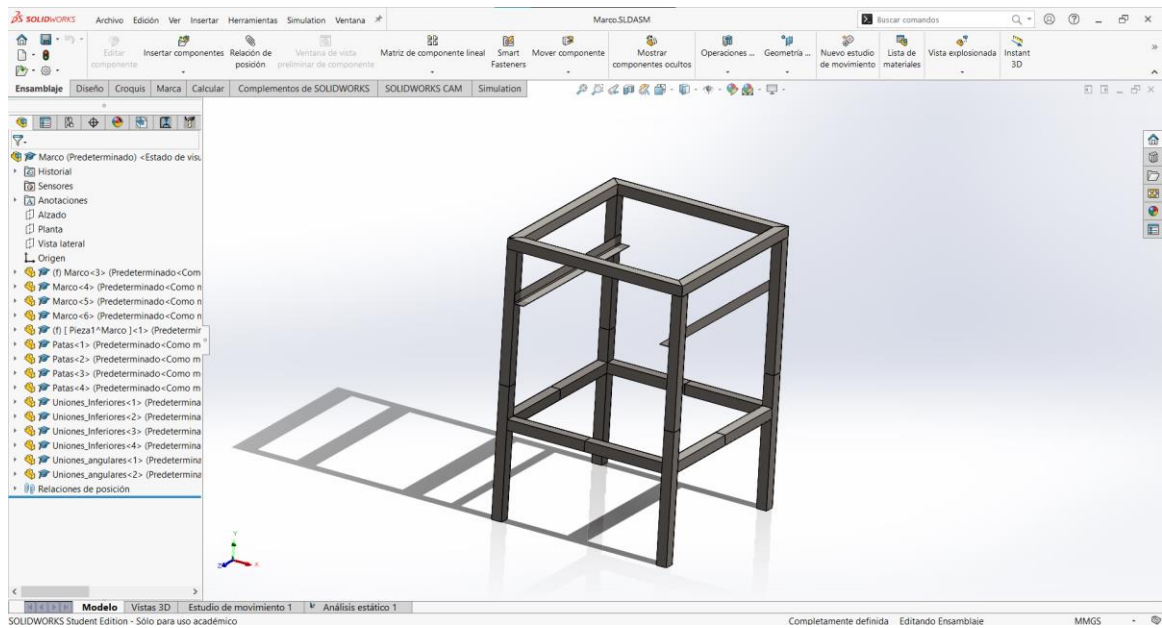 SOLIDWORKS Archivo Edición Ver Insertar Herramientas Simulation Ventana Marco.SLDASM Buscar comandos
Editar componente
Insertar componentes
Relación de posición
Ventana de vista preliminar de componente
Matriz de componente lineal
Smart Fasteners
Mover componente
Mostrar componentes ocultos
Operaciones ...
Geometría ...
Nuevo estudio de movimiento
Lista de materiales
Vista explosionada
Instant 3D
Ensamblaje Diseño Croquis Marca Calcular Complementos de SOLIDWORKS SOLIDWORKS CAM Simulation
Marco (Predeterminado) <Estado de visu
Historial
Sensores
Anotaciones
Alzado
Planta
Vista lateral
Origen
(f) Marco<3> (Predeterminado<Com
Marco<4> (Predeterminado<Como n
Marco<5> (Predeterminado<Como n
Marco<6> (Predeterminado<Como n
(f) [ Pieza1^Marco ]<1> (Predetermir
Patas<1> (Predeterminado<Como m
Patas<2> (Predeterminado<Como m
Patas<3> (Predeterminado<Como m
Patas<4> (Predeterminado<Como m
Uniones_Inferiores<1> (Predetermina
Uniones_Inferiores<2> (Predetermina
Uniones_Inferiores<3> (Predetermina
Uniones_Inferiores<4> (Predetermina
Uniones_angulares<1> (Predetermina
Uniones_angulares<2> (Predetermina
Relaciones de posición
Y
Z X
Modelo Vistas 3D Estudio de movimiento 1 Análisis estático 1
SOLIDWORKS Student Edition - Sólo para uso académico Completamente definida Editando Ensamblaje MMGS